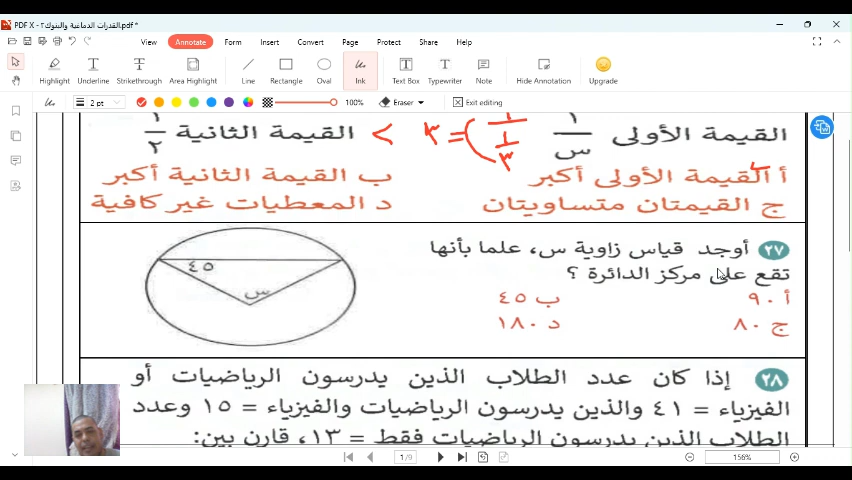 PDF X - القدرات الدماغية والبنوك٢.pdf *
View Annotate Form Insert Convert Page Protect Share Help
Highlight Underline Strikethrough Area Highlight Line Rectangle Oval Ink Text Box Typewriter Note Hide Annotation Upgrade
2 pt 100% Eraser Exit editing
القيمة الأولى ١/س القيمة الثانية ١/٢
٣ = ١/(١/٣) >
أ القيمة الأولى أكبر ب القيمة الثانية أكبر
ج القيمتان متساويتان د المعطيات غير كافية
٢٧ أوجد قياس زاوية س، علما بأنها
تقع على مركز الدائرة ؟
أ ٩٠ ب ٤٥
ج ٨٠ د ١٨٠
٤٥
س
٢٨ إذا كان عدد الطلاب الذين يدرسون الرياضيات أو
الفيزياء = ٤١ والذين يدرسون الرياضيات والفيزياء = ١٥ وعدد
الطلاب الذين يدرسون الرياضيات فقط = ١٣، قارن بين:
1/9 156%